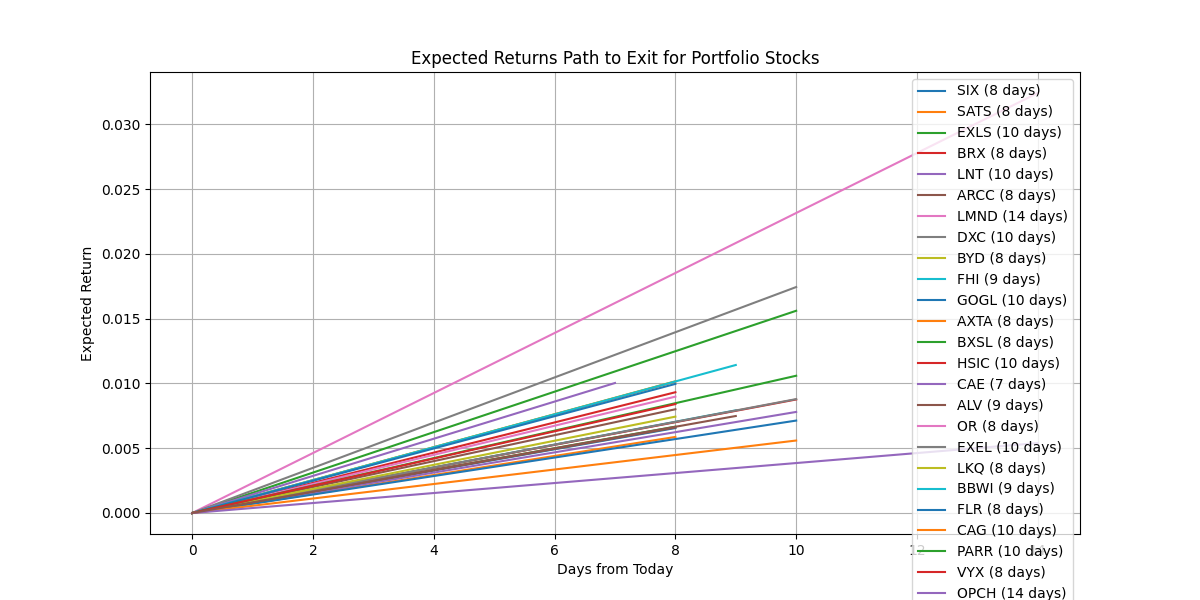 Expected Returns Path to Exit for Portfolio Stocks
Expected Return
0.030
0.025
0.020
0.015
0.010
0.005
0.000
0 2 4 6 8 10 12 14
Days from Today
SIX (8 days)
SATS (8 days)
EXLS (10 days)
BRX (8 days)
LNT (10 days)
ARCC (8 days)
LMND (14 days)
DXC (10 days)
BYD (8 days)
FHI (9 days)
GOGL (10 days)
AXTA (8 days)
BXSL (8 days)
HSIC (10 days)
CAE (7 days)
ALV (9 days)
OR (8 days)
EXEL (10 days)
LKQ (8 days)
BBWI (9 days)
FLR (8 days)
CAG (10 days)
PARR (10 days)
VYX (8 days)
OPCH (14 days)